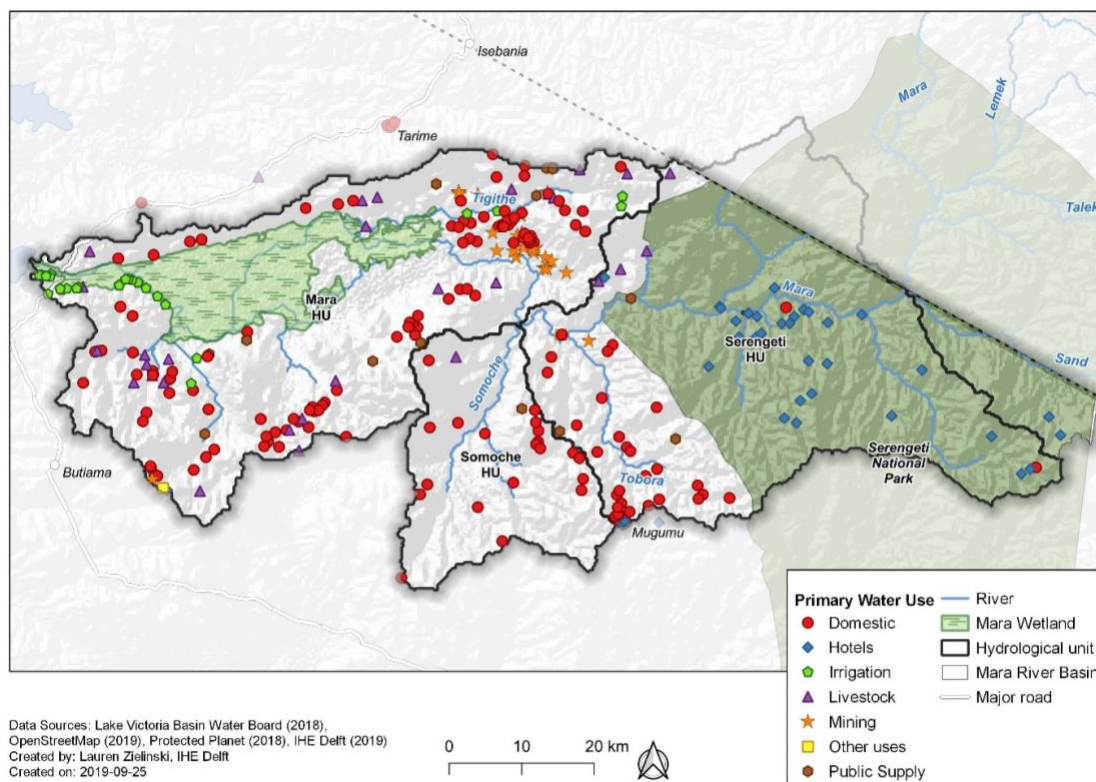 Isebania
Mara
Lemek
Tarime
Tigithe
Talek
Mara
HU
Mara
Serengeti
HU
Sand
Somoche
Serengeti
National
Park
Butiama
Somoche
HU
Tobora
Mugumu
Primary Water Use
Domestic
Hotels
Irrigation
Livestock
Mining
Other uses
Public Supply
River
Mara Wetland
Hydrological unit
Mara River Basin
Major road
Data Sources: Lake Victoria Basin Water Board (2018),
OpenStreetMap (2019), Protected Planet (2018), IHE Delft (2019)
Created by: Lauren Zielinski, IHE Delft
Created on: 2019-09-25
0 10 20 km